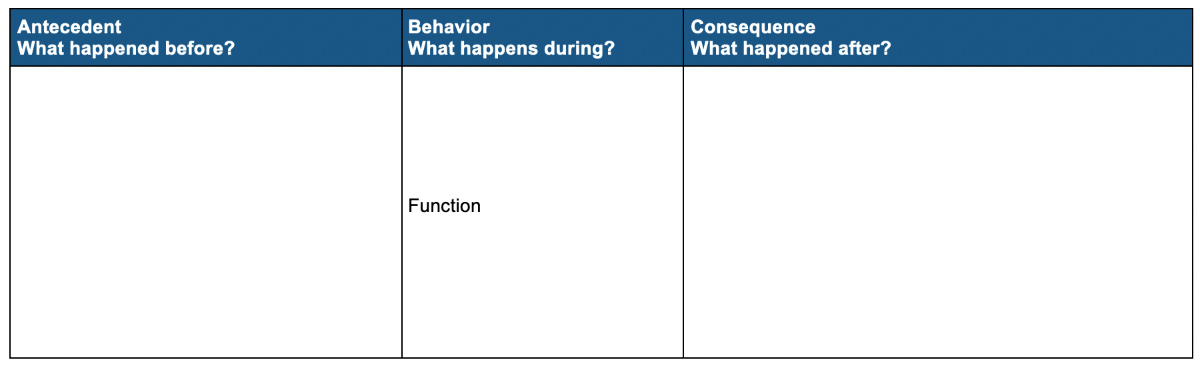 Antecedent
What happened before?
Behavior
What happens during?
Consequence
What happened after?
Function